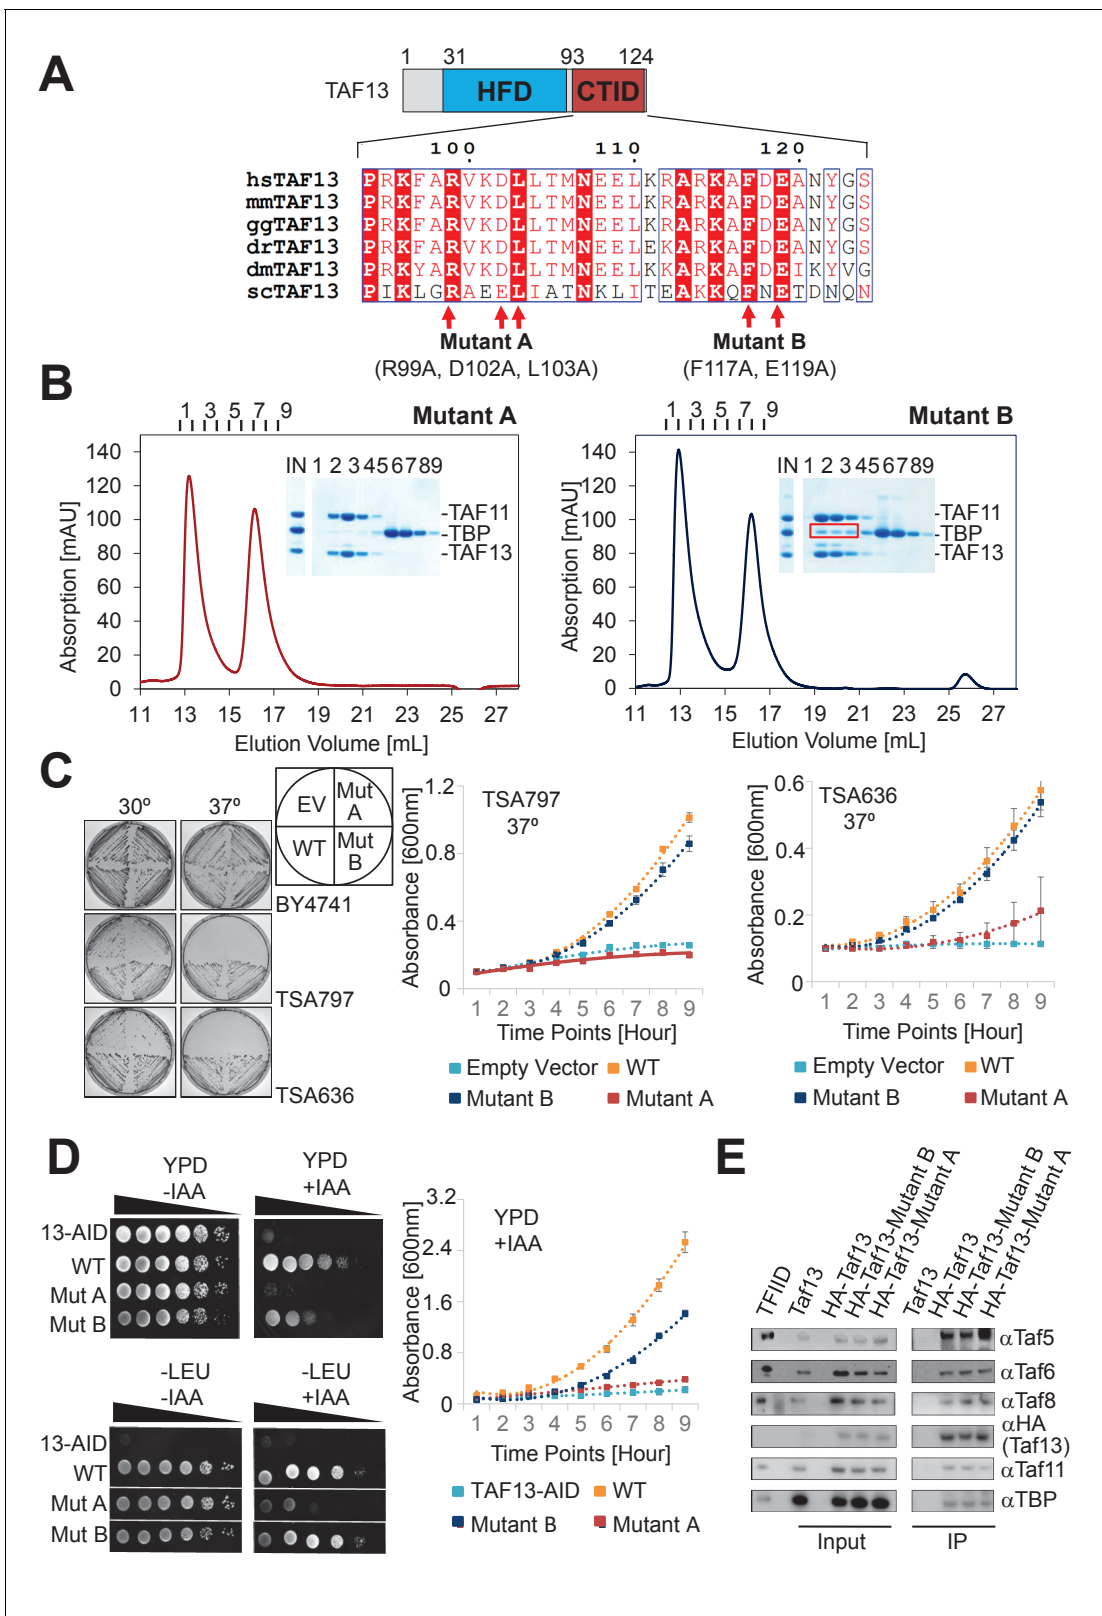 A
1 31 93 124
TAF13 HFD CTID
100 110 120
hsTAF13 PRKFARVKDLLTMNEELKRARKAFDEANYGS
mmTAF13 PRKFARVKDLLTMNEELKRARKAFDEANYGS
ggTAF13 PRKFARVKDLLTMNEELKRARKAFDEANYGS
drTAF13 PRKFARVKDLLTMNEELEKARKAFDEANYGS
dmTAF13 PRKYARVKDLLTMNEELKKARKAFDEIKYVG
scTAF13 PIKLGRAEELIATNKLITEAKKQFNETDNQN
Mutant A Mutant B
(R99A, D102A, L103A) (F117A, E119A)
B
1 3 5 7 9 Mutant A
140
120
100
80
60
40
20
0
Absorption [mAU]
IN 1 2 3 4 5 6 7 8 9
-TAF11
-TBP
-TAF13
11 13 15 17 19 21 23 25 27
Elution Volume [mL]
1 3 5 7 9 Mutant B
140
120
100
80
60
40
20
0
Absorption [mAU]
IN 1 2 3 4 5 6 7 8 9
-TAF11
-TBP
-TAF13
11 13 15 17 19 21 23 25 27
Elution Volume [mL]
C
30º 37º
EV Mut A
WT Mut B
BY4741
TSA797
TSA636
TSA797
37º
1.2
0.8
0.4
0
Absorbance [600nm]
1 2 3 4 5 6 7 8 9
Time Points [Hour]
Empty Vector WT
Mutant B Mutant A
TSA636
37º
0.6
0.4
0.2
0
Absorbance [600nm]
1 2 3 4 5 6 7 8 9
Time Points [Hour]
Empty Vector WT
Mutant B Mutant A
D
YPD
-IAA
YPD
+IAA
13-AID
WT
Mut A
Mut B
-LEU
-IAA
-LEU
+IAA
13-AID
WT
Mut A
Mut B
YPD
+IAA
3.2
2.4
1.6
0.8
0
Absorbance [600nm]
1 2 3 4 5 6 7 8 9
Time Points [Hour]
TAF13-AID WT
Mutant B Mutant A
E
TFIID
Taf13
HA-Taf13
HA-Taf13-Mutant B
HA-Taf13-Mutant A
Taf13
HA-Taf13
HA-Taf13-Mutant B
HA-Taf13-Mutant A
αTaf5
αTaf6
αTaf8
αHA
(Taf13)
αTaf11
αTBP
Input IP